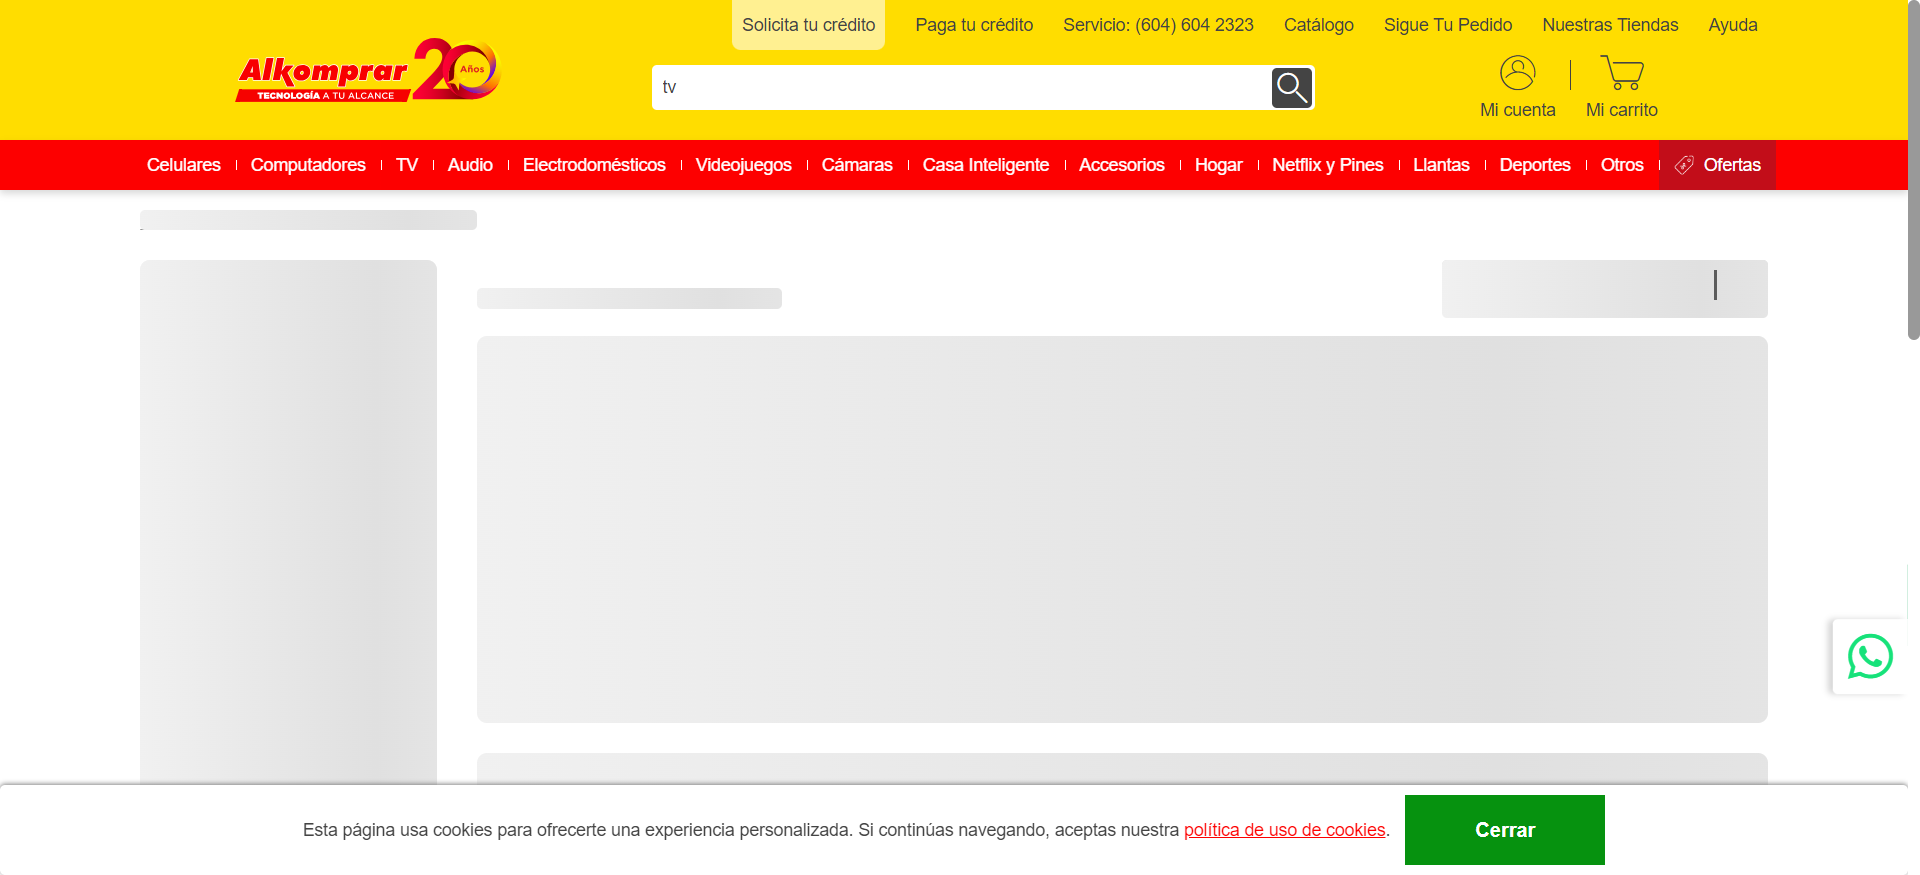 Solicita tu crédito Paga tu crédito Servicio: (604) 604 2323 Catálogo Sigue Tu Pedido Nuestras Tiendas Ayuda
Alkomprar 20 Años
TECNOLOGÍA A TU ALCANCE
tv
Mi cuenta Mi carrito
Celulares Computadores TV Audio Electrodomésticos Videojuegos Cámaras Casa Inteligente Accesorios Hogar Netflix y Pines Llantas Deportes Otros Ofertas
Esta página usa cookies para ofrecerte una experiencia personalizada. Si continúas navegando, aceptas nuestra política de uso de cookies. Cerrar